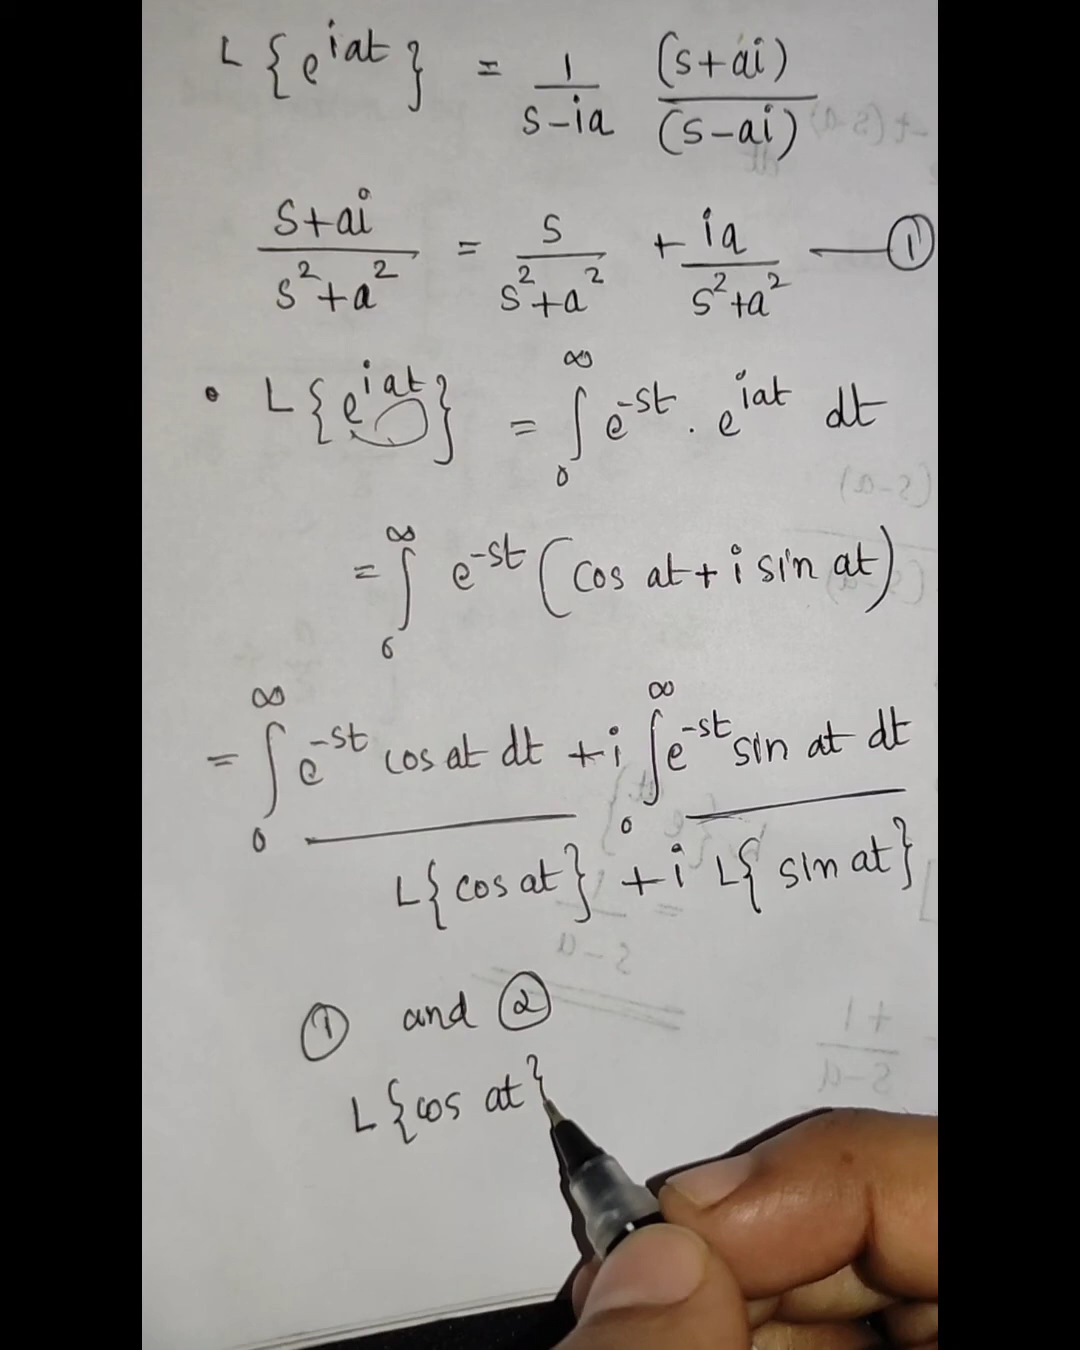 L{e^{iat}} = 1/(s-ia) (s+ai)/(s-ai)
(s+ai)/(s²+a²) = s/(s²+a²) + ia/(s²+a²) — ①
• L{e^{iat}} = ∫₀^∞ e^{-st} . e^{iat} dt
= ∫₀^∞ e^{-st} (cos at + i sin at)
= ∫₀^∞ e^{-st} cos at dt + i ∫₀^∞ e^{-st} sin at dt
L{cos at} + i L{sin at}
① and ②
L{cos at}